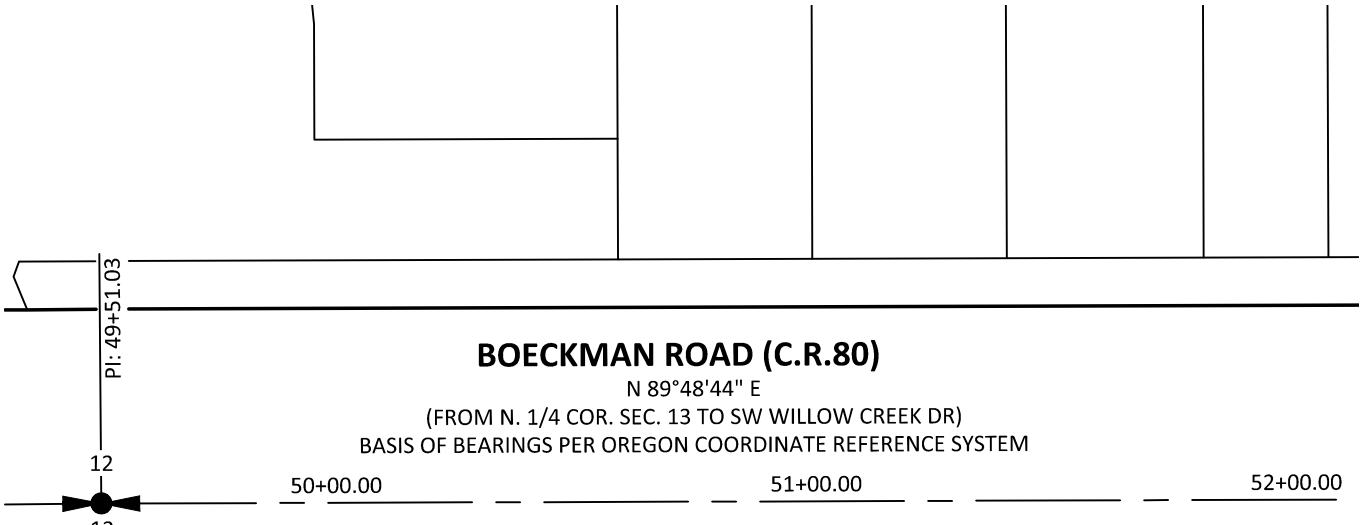 PI: 49+51.03
BOECKMAN ROAD (C.R.80)
N 89°48'44" E
(FROM N. 1/4 COR. SEC. 13 TO SW WILLOW CREEK DR)
BASIS OF BEARINGS PER OREGON COORDINATE REFERENCE SYSTEM
12
50+00.00
51+00.00
52+00.00